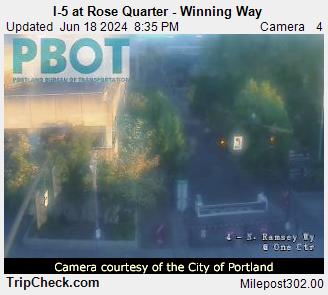 I-5 at Rose Quarter - Winning Way
Updated Jun 18 2024 8:35 PM Camera 4
PBOT
PORTLAND BUREAU OF TRANSPORTATION
4 - N. Ramsey Wy
@ One Ctr
Camera courtesy of the City of Portland
TripCheck.com Milepost302.00